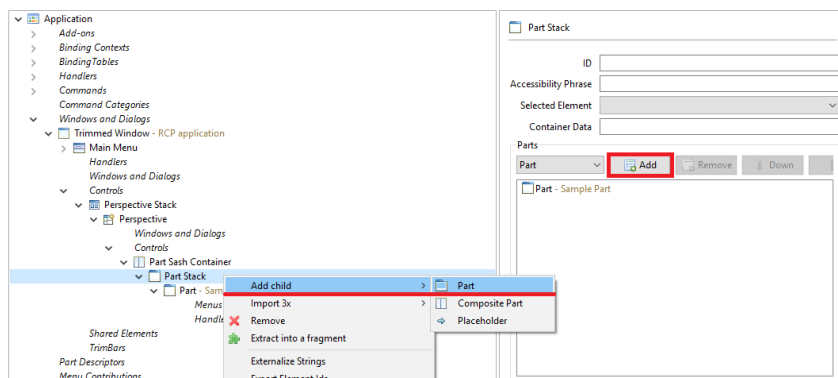 Application
Add-ons
Binding Contexts
BindingTables
Handlers
Commands
Command Categories
Windows and Dialogs
Trimmed Window - RCP application
Main Menu
Handlers
Windows and Dialogs
Controls
Perspective Stack
Perspective
Windows and Dialogs
Controls
Part Sash Container
Part Stack
Part - Sam
Menus
Handle
Shared Elements
TrimBars
Part Descriptors
Menu Contributions
Add child
Import 3x
Remove
Extract into a fragment
Externalize Strings
Export Element Ids
Part
Composite Part
Placeholder
Part Stack
ID
Accessibility Phrase
Selected Element
Container Data
Parts
Part Add Remove Down
Part - Sample Part